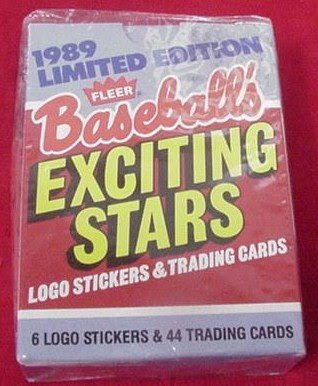 1989
LIMITED EDITION
FLEER
Baseball's
EXCITING
STARS
LOGO STICKERS & TRADING CARDS
6 LOGO STICKERS & 44 TRADING CARDS